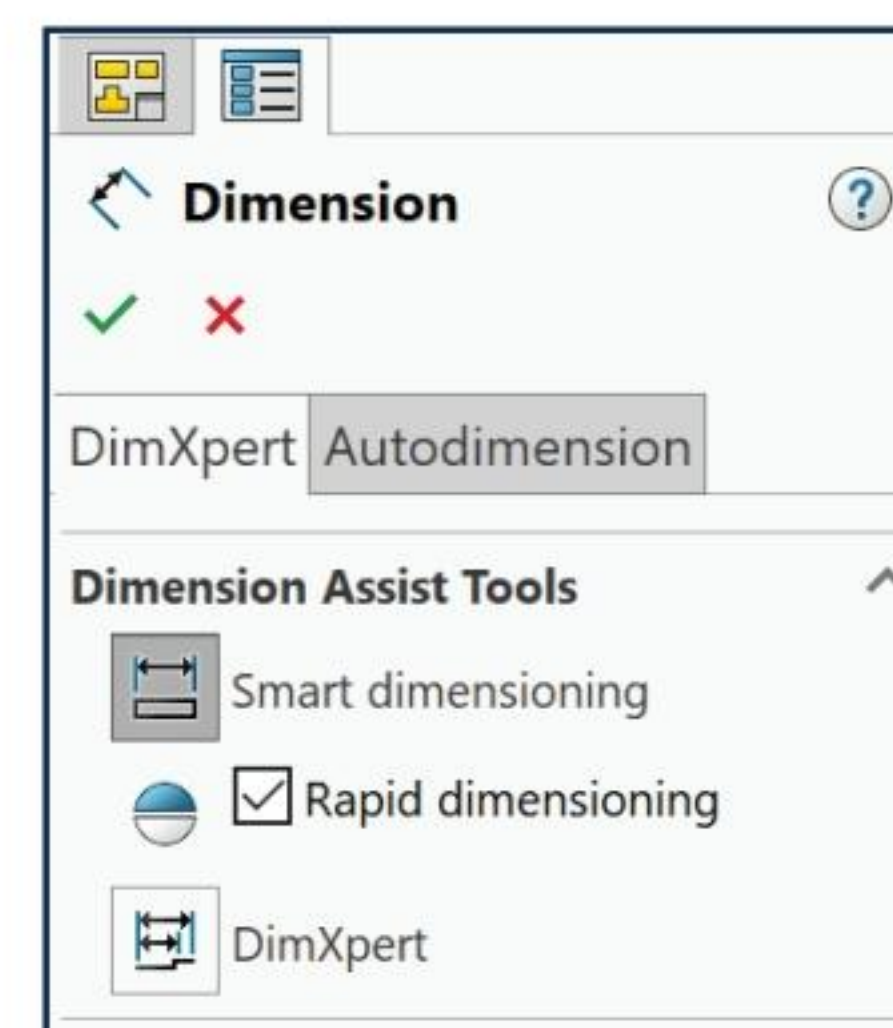 Dimension ?
DimXpert Autodimension
Dimension Assist Tools
Smart dimensioning
Rapid dimensioning
DimXpert